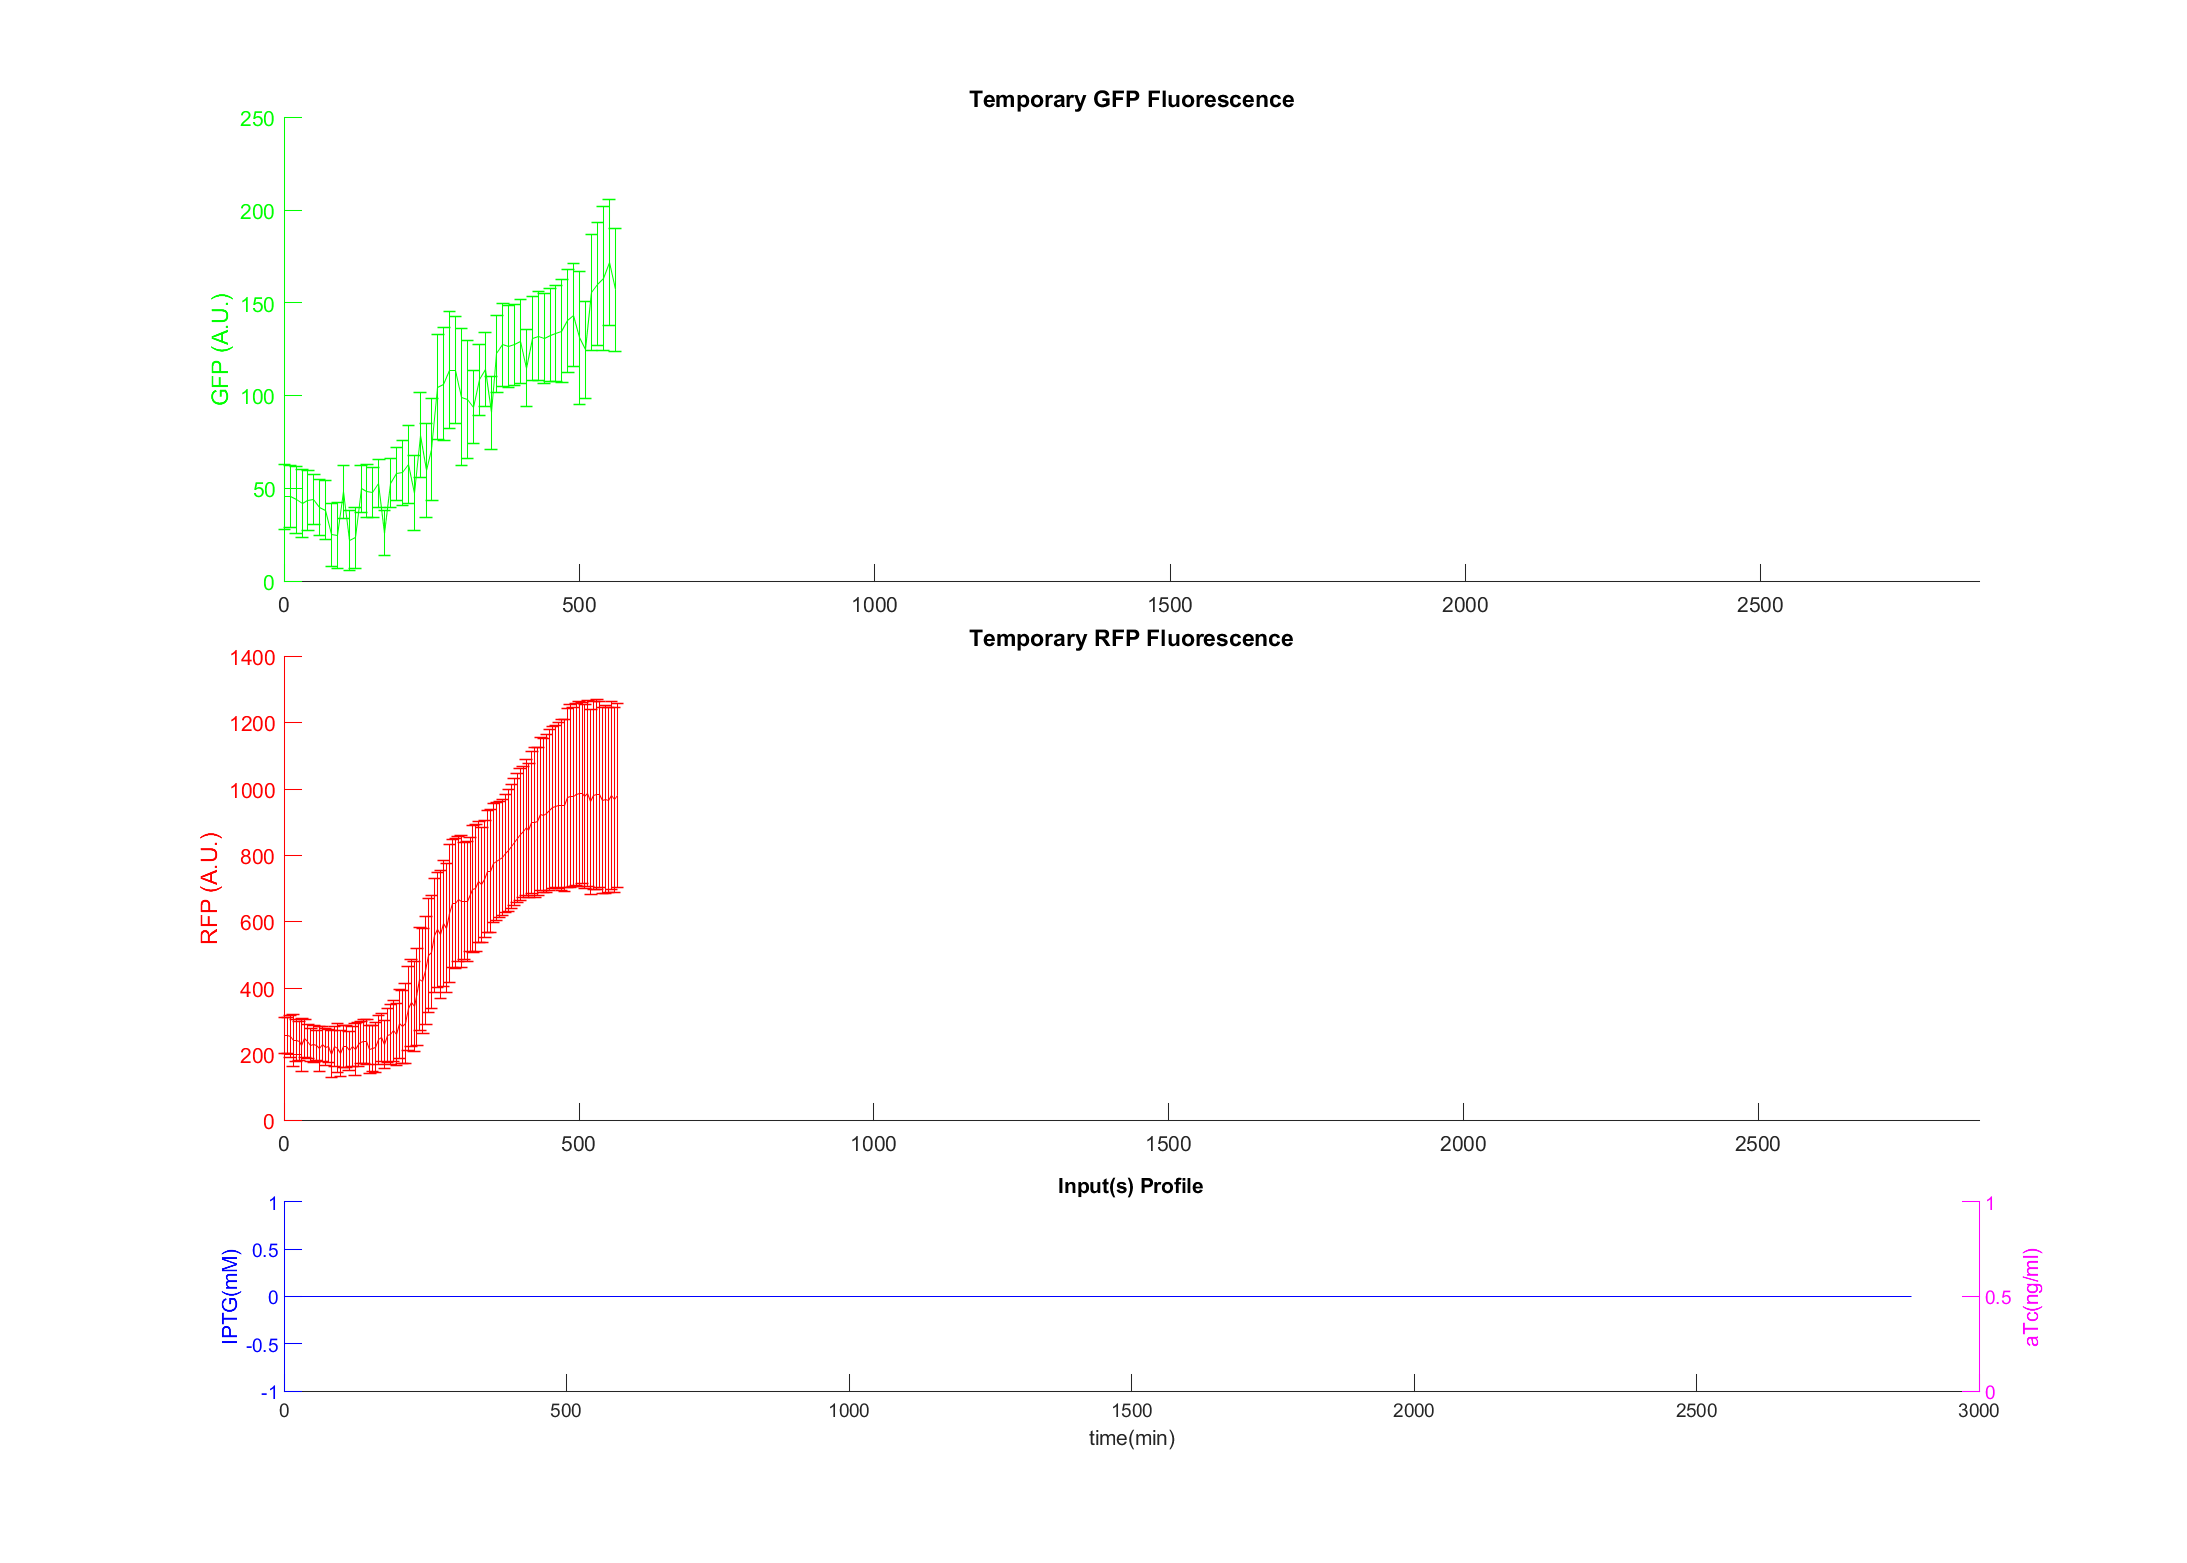 Temporary GFP Fluorescence
250
200
150
100
50
0
GFP (A.U.)
0 500 1000 1500 2000 2500
Temporary RFP Fluorescence
1400
1200
1000
800
600
400
200
0
RFP (A.U.)
0 500 1000 1500 2000 2500
Input(s) Profile
1
0.5
0
-0.5
-1
IPTG(mM)
1
0.5
0
aTc(ng/ml)
0 500 1000 1500 2000 2500 3000
time(min)